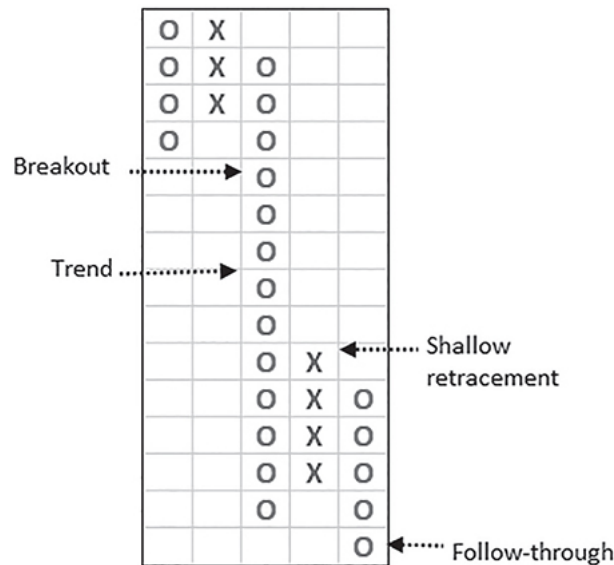 O X
O X O
O X O
O O
Breakout O
O
O
Trend O
O
O X Shallow
retracement
O X O
O X O
O X O
O O
O Follow-through